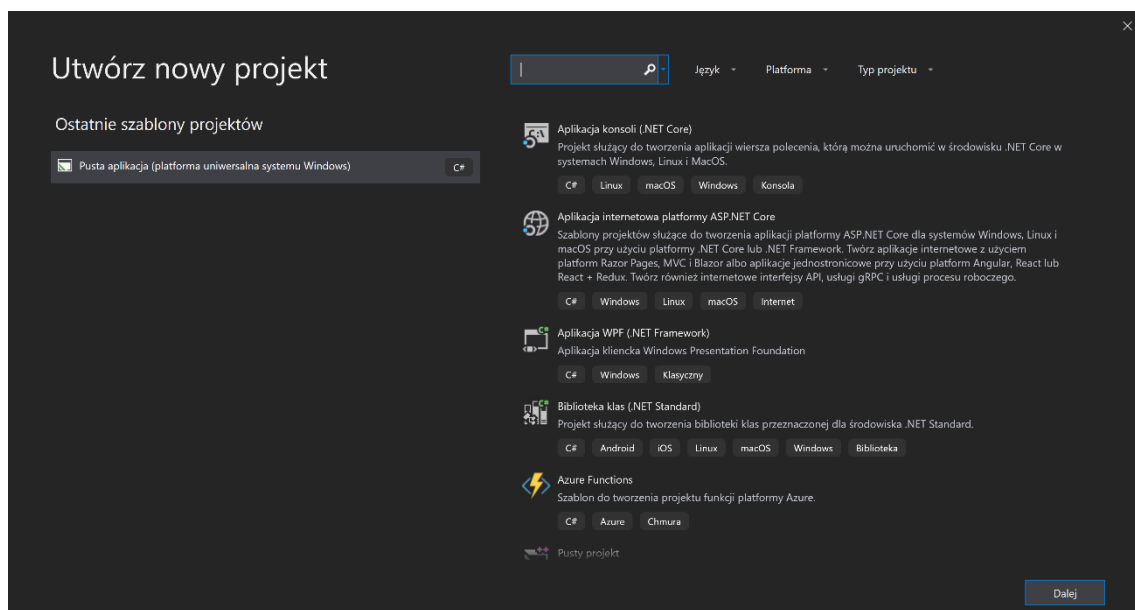 Utwórz nowy projekt
Język
Platforma
Typ projektu
Ostatnie szablony projektów
Pusta aplikacja (platforma uniwersalna systemu Windows)
C#
Aplikacja konsoli (.NET Core)
Projekt służący do tworzenia aplikacji wiersza polecenia, którą można uruchomić w środowisku .NET Core w
systemach Windows, Linux i MacOS.
C# Linux macOS Windows Konsola
Aplikacja internetowa platformy ASP.NET Core
Szablony projektów służące do tworzenia aplikacji platformy ASP.NET Core dla systemów Windows, Linux i
macOS przy użyciu platformy .NET Core lub .NET Framework. Twórz aplikacje internetowe z użyciem
platform Razor Pages, MVC i Blazor albo aplikacje jednostronicowe przy użyciu platform Angular, React lub
React + Redux. Twórz również internetowe interfejsy API, usługi gRPC i usługi procesu roboczego.
C# Windows Linux macOS Internet
Aplikacja WPF (.NET Framework)
Aplikacja kliencka Windows Presentation Foundation
C# Windows Klasyczny
Biblioteka klas (.NET Standard)
Projekt służący do tworzenia biblioteki klas przeznaczonej dla środowiska .NET Standard.
C# Android iOS Linux macOS Windows Biblioteka
Azure Functions
Szablon do tworzenia projektu funkcji platformy Azure.
C# Azure Chmura
Pusty projekt
Dalej